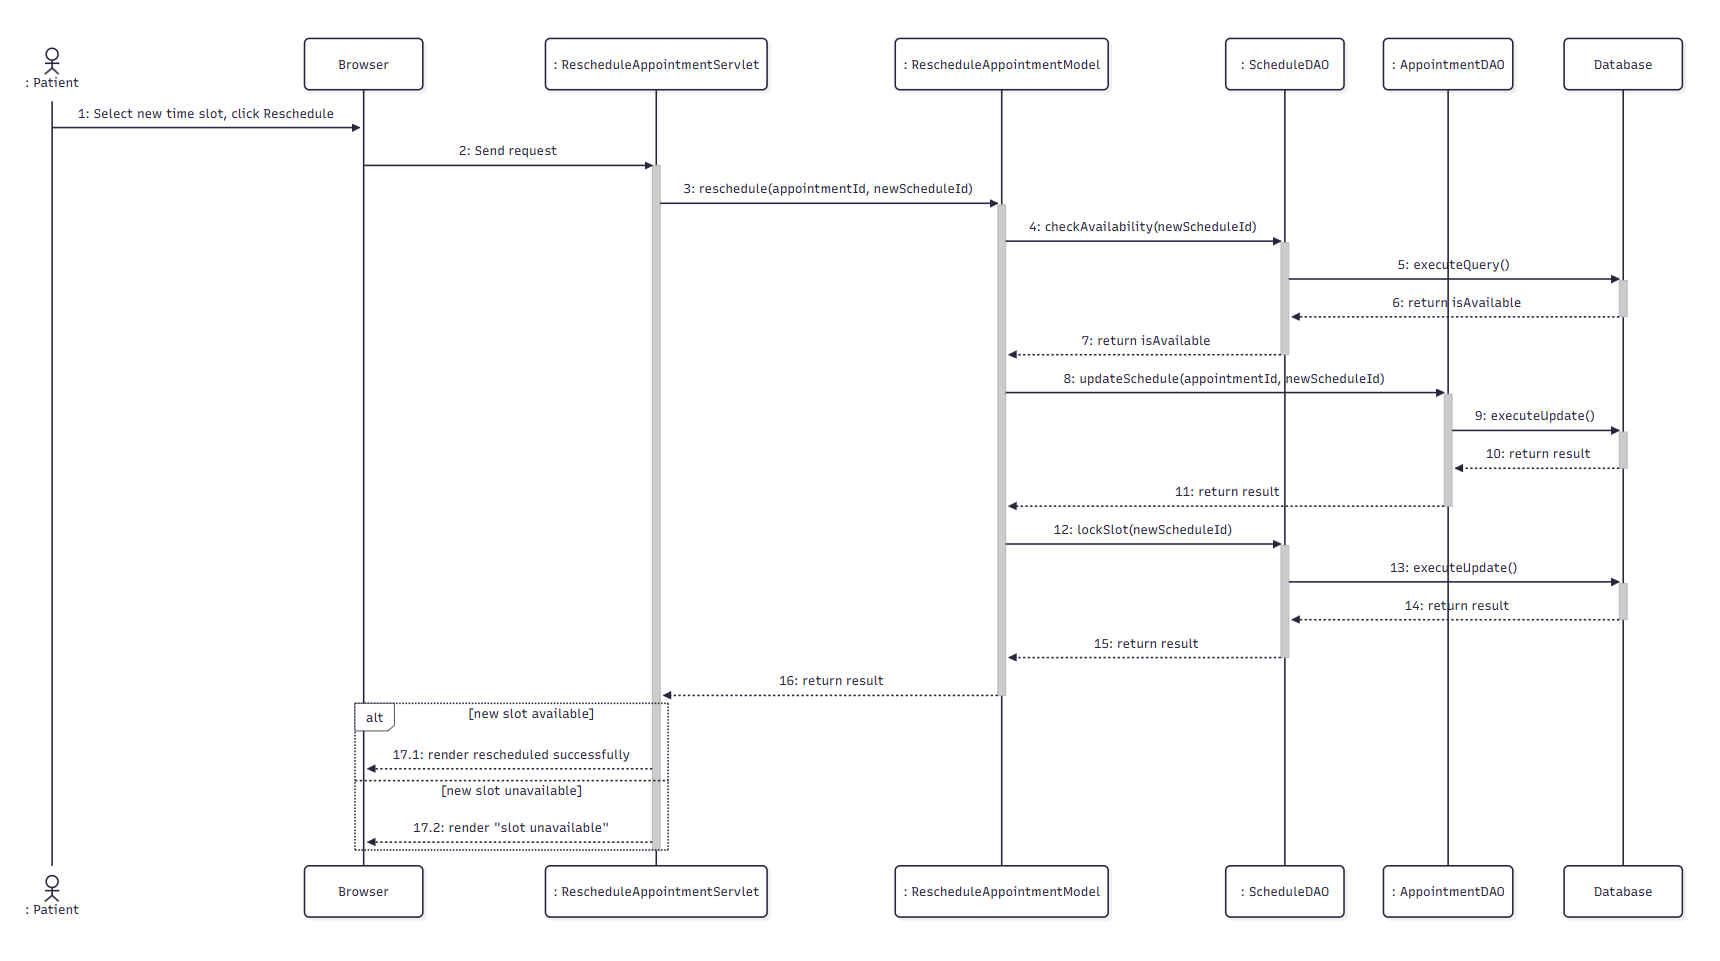 : Patient
Browser
: RescheduleAppointmentServlet
: RescheduleAppointmentModel
: ScheduleDAO
: AppointmentDAO
Database
1: Select new time slot, click Reschedule
2: Send request
3: reschedule(appointmentId, newScheduleId)
4: checkAvailability(newScheduleId)
5: executeQuery()
6: return isAvailable
7: return isAvailable
8: updateSchedule(appointmentId, newScheduleId)
9: executeUpdate()
10: return result
11: return result
12: lockSlot(newScheduleId)
13: executeUpdate()
14: return result
15: return result
16: return result
alt
[new slot available]
17.1: render rescheduled successfully
[new slot unavailable]
17.2: render "slot unavailable"
: Patient
Browser
: RescheduleAppointmentServlet
: RescheduleAppointmentModel
: ScheduleDAO
: AppointmentDAO
Database